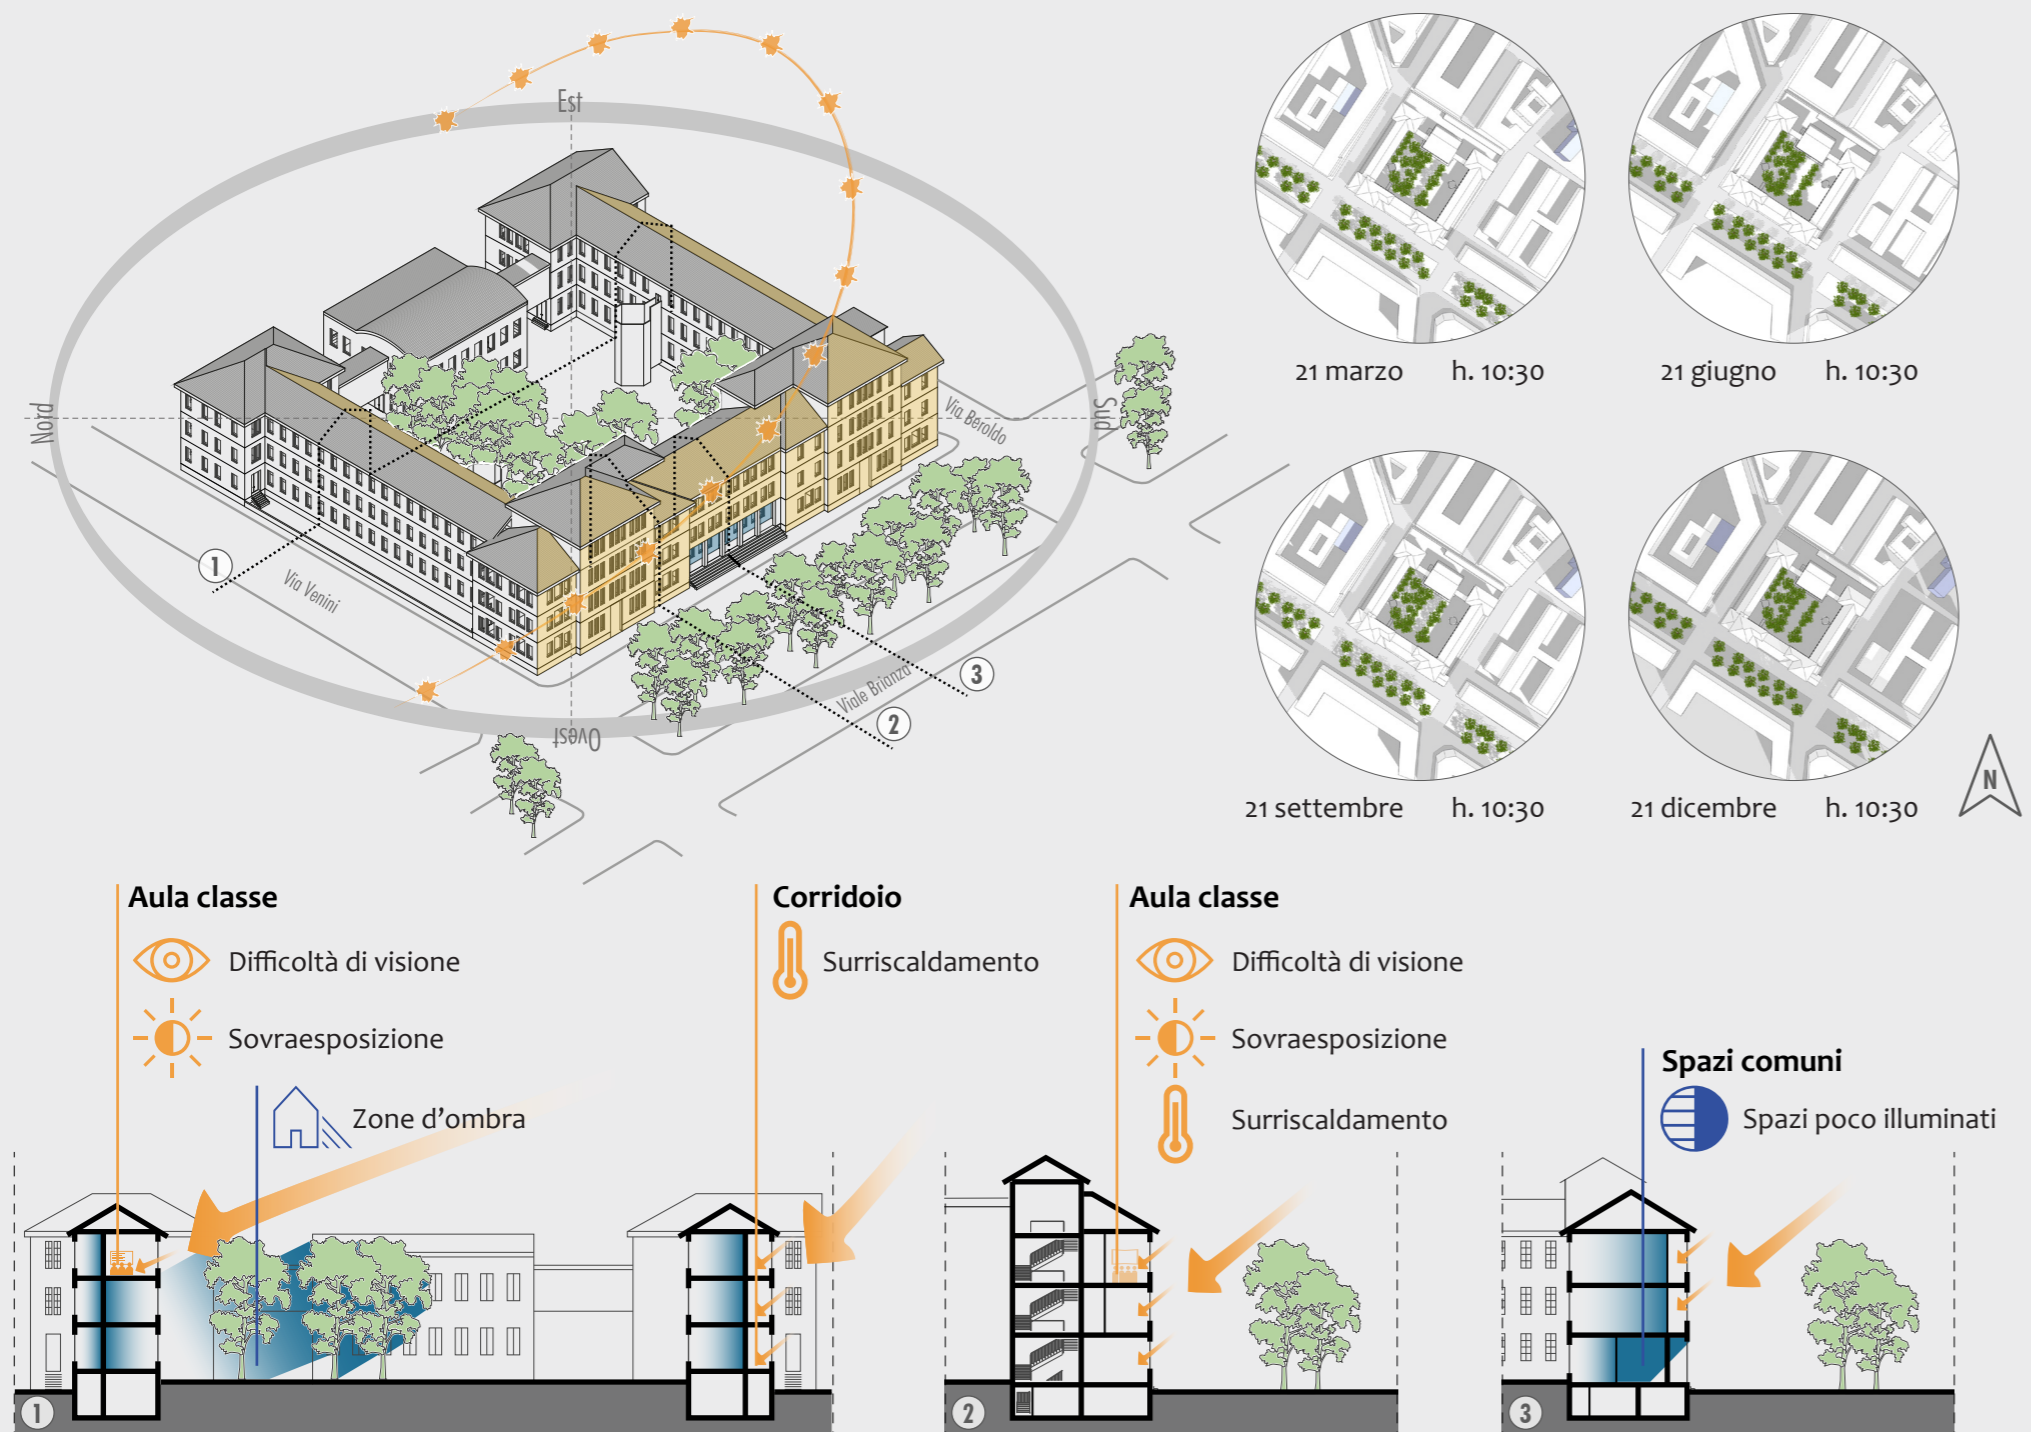 Est
Nord
Sud
Ovest
Via Beroldo
Via Venini
Viale Brianza
1
2
3
21 marzo h. 10:30
21 giugno h. 10:30
21 settembre h. 10:30
21 dicembre h. 10:30
N
Aula classe
Difficoltà di visione
Sovraesposizione
Zone d'ombra
Corridoio
Surriscaldamento
Aula classe
Difficoltà di visione
Sovraesposizione
Surriscaldamento
Spazi comuni
Spazi poco illuminati
1
2
3